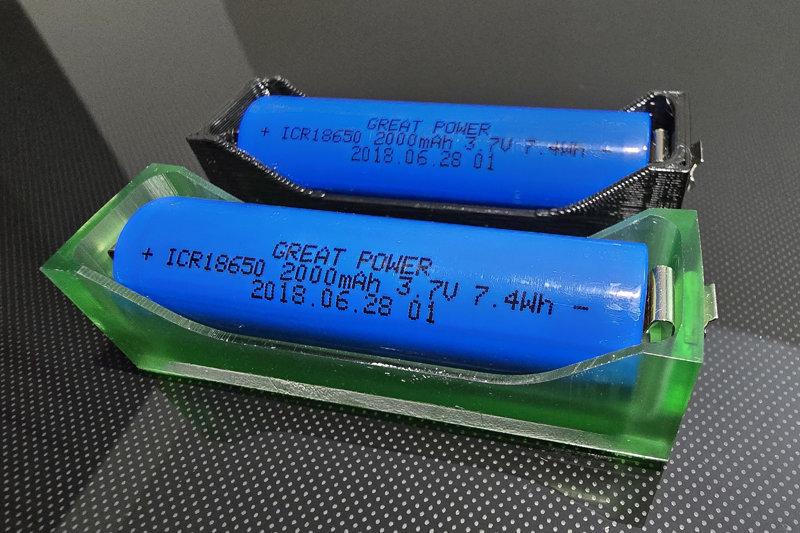 GREAT POWER
+ ICR18650 2000mAh 3.7V 7.4Wh -
2018.06.28 01
GREAT POWER
+ ICR18650 2000mAh 3.7V 7.4Wh -
2018.06.28 01